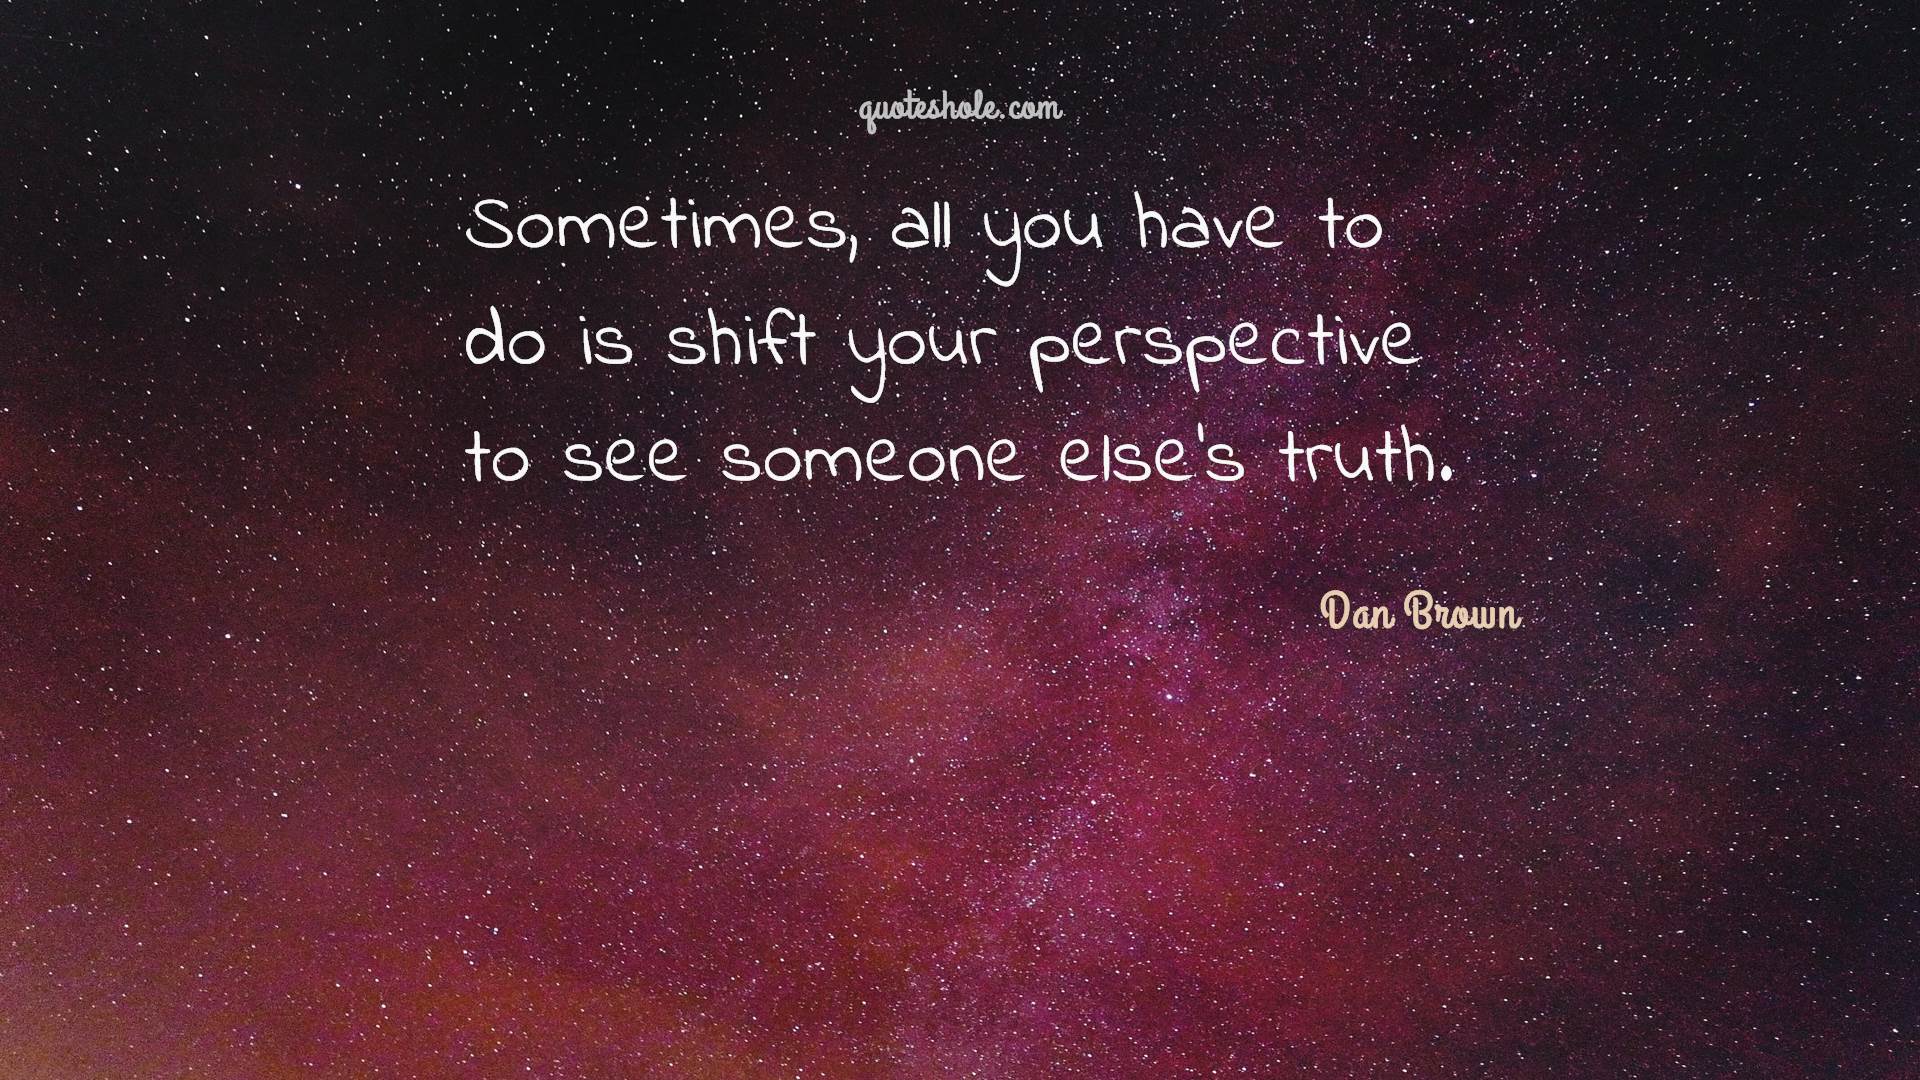 quoteshole.com
Sometimes, all you have to
do is shift your perspective
to see someone else's truth.
Dan Brown